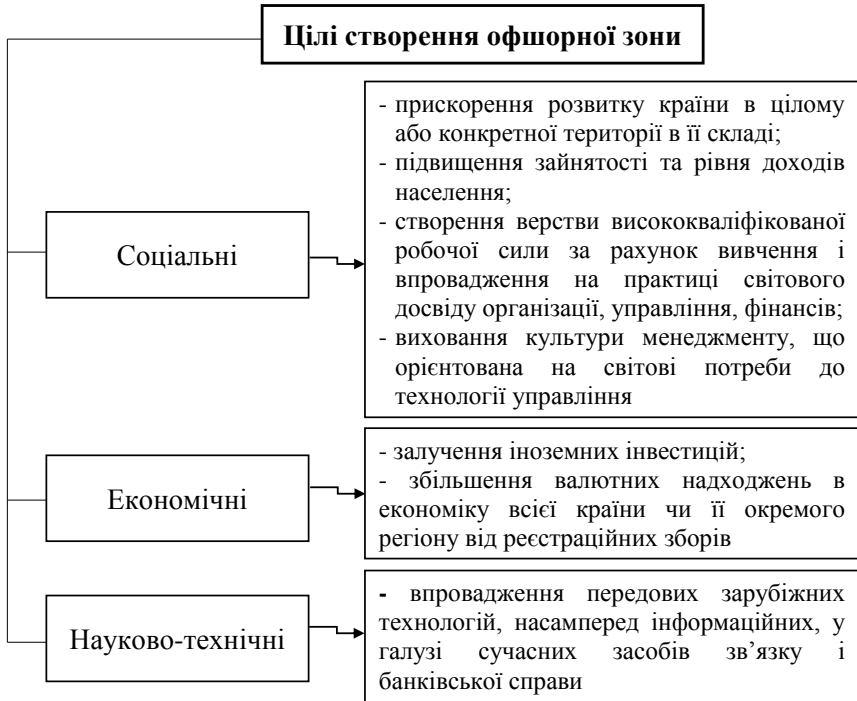 Цілі створення офшорної зони
Соціальні
- прискорення розвитку країни в цілому
або конкретної території в її складі;
- підвищення зайнятості та рівня доходів
населення;
- створення верстви висококваліфікованої
робочої сили за рахунок вивчення і
впровадження на практиці світового
досвіду організації, управління, фінансів;
- виховання культури менеджменту, що
орієнтована на світові потреби до
технології управління
Економічні
- залучення іноземних інвестицій;
- збільшення валютних надходжень в
економіку всієї країни чи її окремого
регіону від реєстраційних зборів
Науково-технічні
- впровадження передових зарубіжних
технологій, насамперед інформаційних, у
галузі сучасних засобів зв’язку і
банківської справи